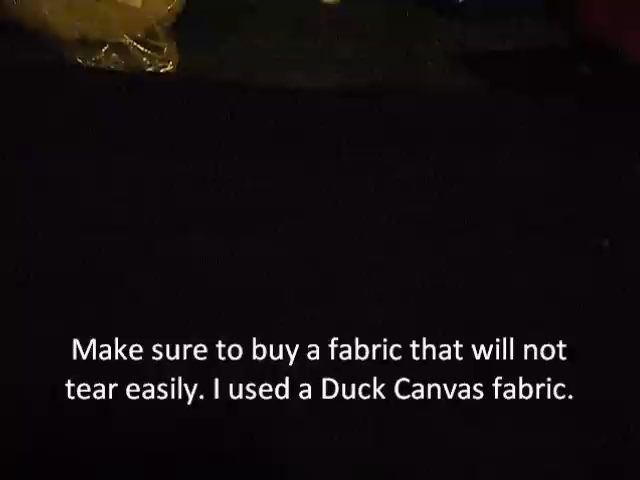 Make sure to buy a fabric that will not
tear easily. I used a Duck Canvas fabric.